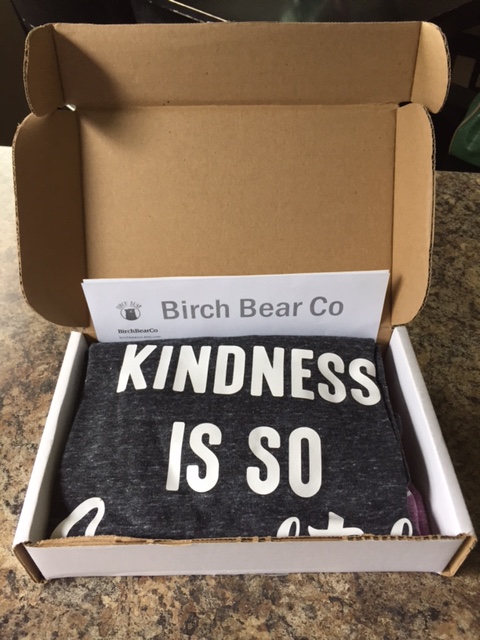 Birch Bear Co
BirchBearCo
KINDNESS
IS SO